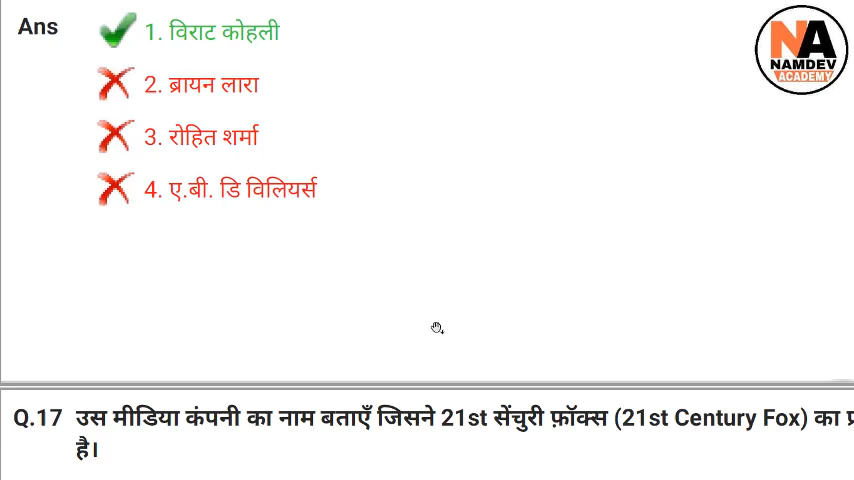 Ans
1. विराट कोहली
2. ब्रायन लारा
3. रोहित शर्मा
4. ए.बी. डि विलियर्स
NA
NAMDEV
ACADEMY
Q.17 उस मीडिया कंपनी का नाम बताएँ जिसने 21st सेंचुरी फ़ॉक्स (21st Century Fox) का
है।